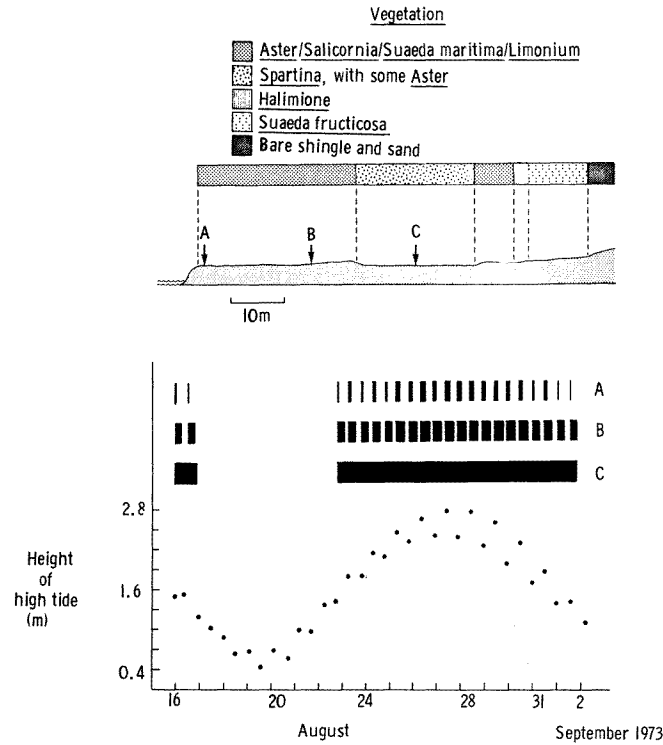 Vegetation
Aster/Salicornia/Suaeda maritima/Limonium
Spartina, with some Aster
Halimione
Suaeda fructicosa
Bare shingle and sand
A
B
C
10m
A
B
C
2.8
Height
of
high tide
(m)
1.6
0.4
16
20
24
28
31
2
August
September 1973